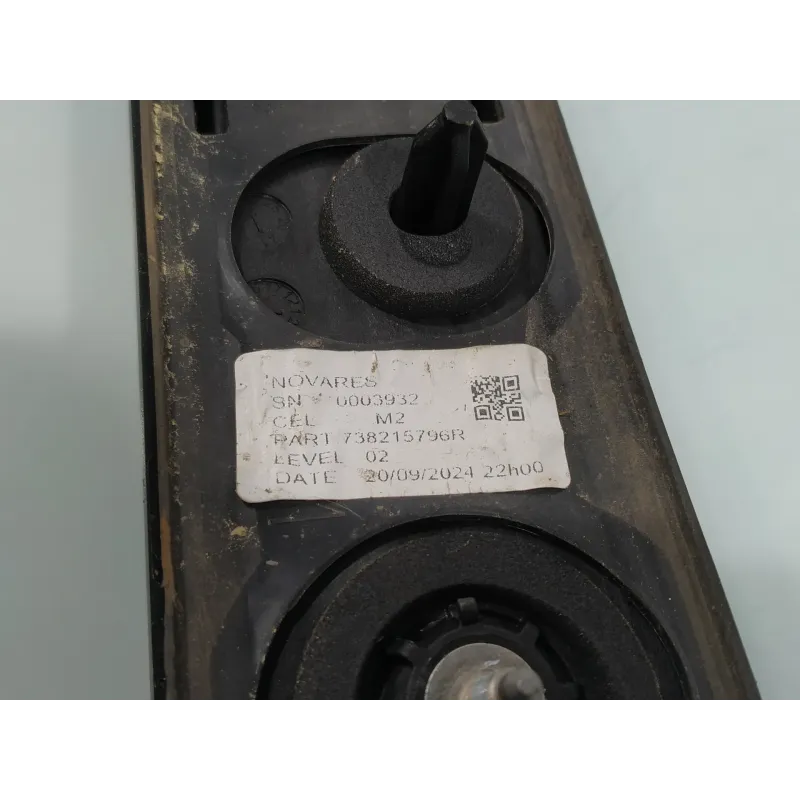 NOVARES
SN 0003932
CEL M2
PART 738215796R
LEVEL 02
DATE 20/09/2024 22h00